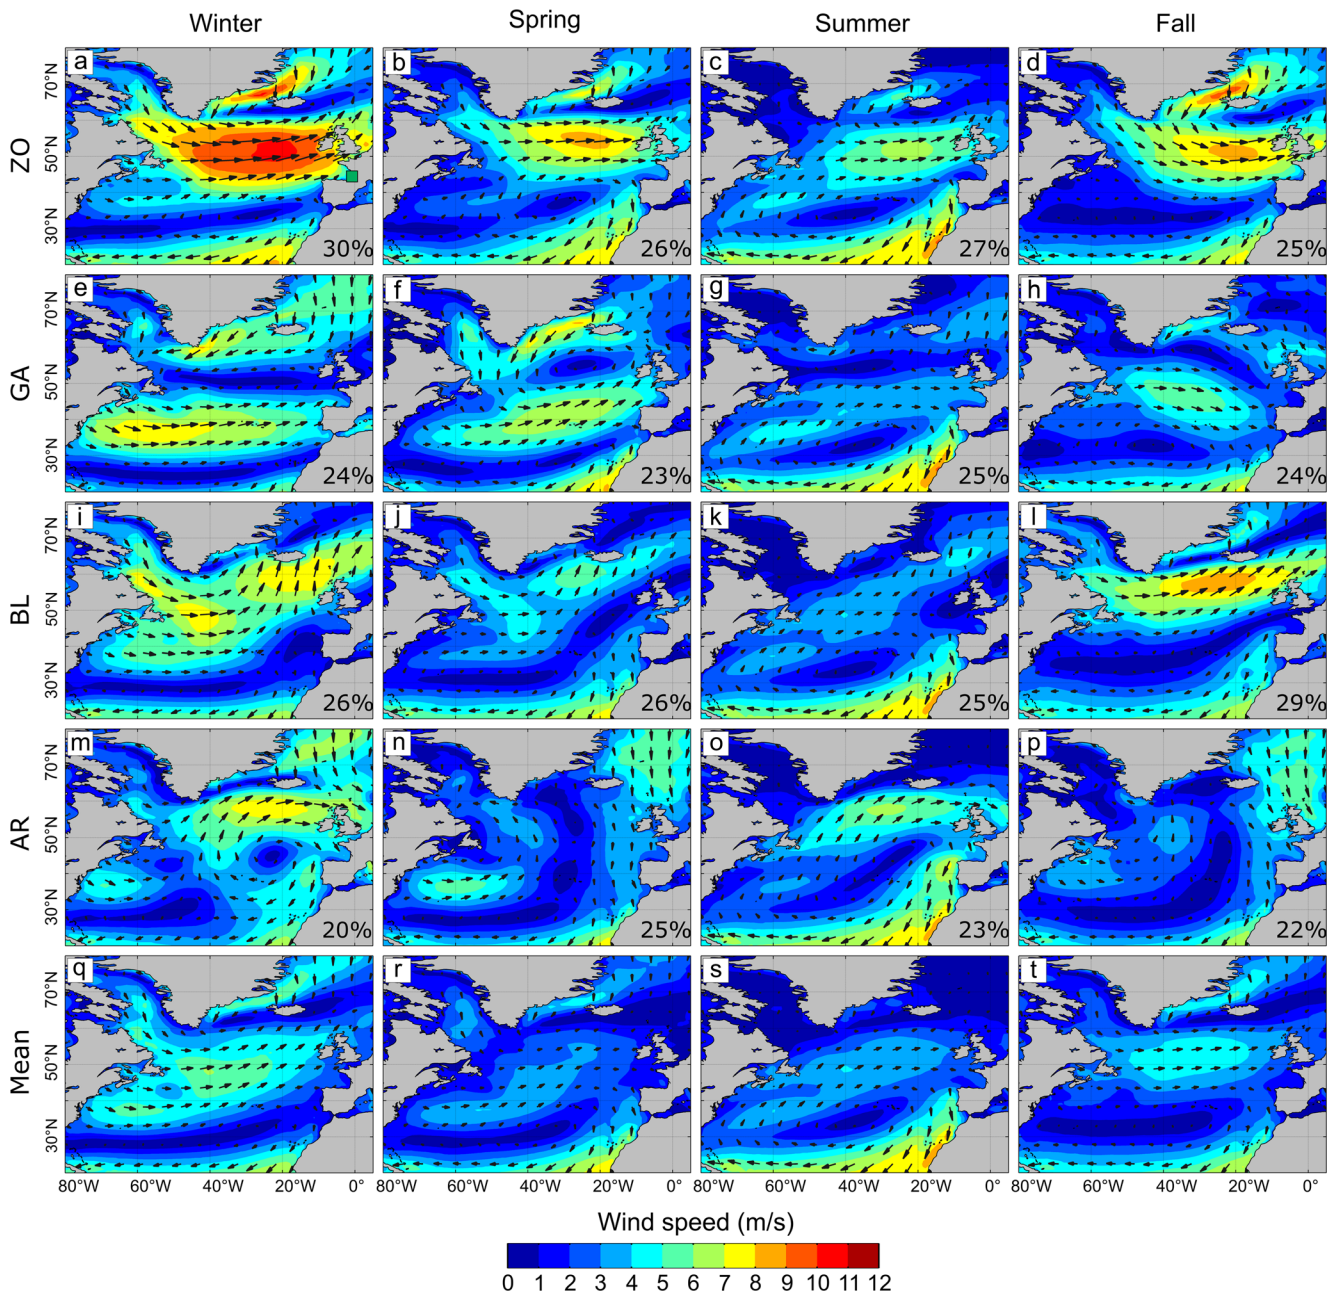 Winter Spring Summer Fall
ZO
70°N
50°N
30°N
a
30%
b
26%
c
27%
d
25%
GA
70°N
50°N
30°N
e
24%
f
23%
g
25%
h
24%
BL
70°N
50°N
30°N
i
26%
j
26%
k
25%
l
29%
AR
70°N
50°N
30°N
m
20%
n
25%
o
23%
p
22%
Mean
70°N
50°N
30°N
q
r
s
t
80°W 60°W 40°W 20°W 0° 80°W 60°W 40°W 20°W 0° 80°W 60°W 40°W 20°W 0° 80°W 60°W 40°W 20°W 0°
Wind speed (m/s)
0 1 2 3 4 5 6 7 8 9 10 11 12